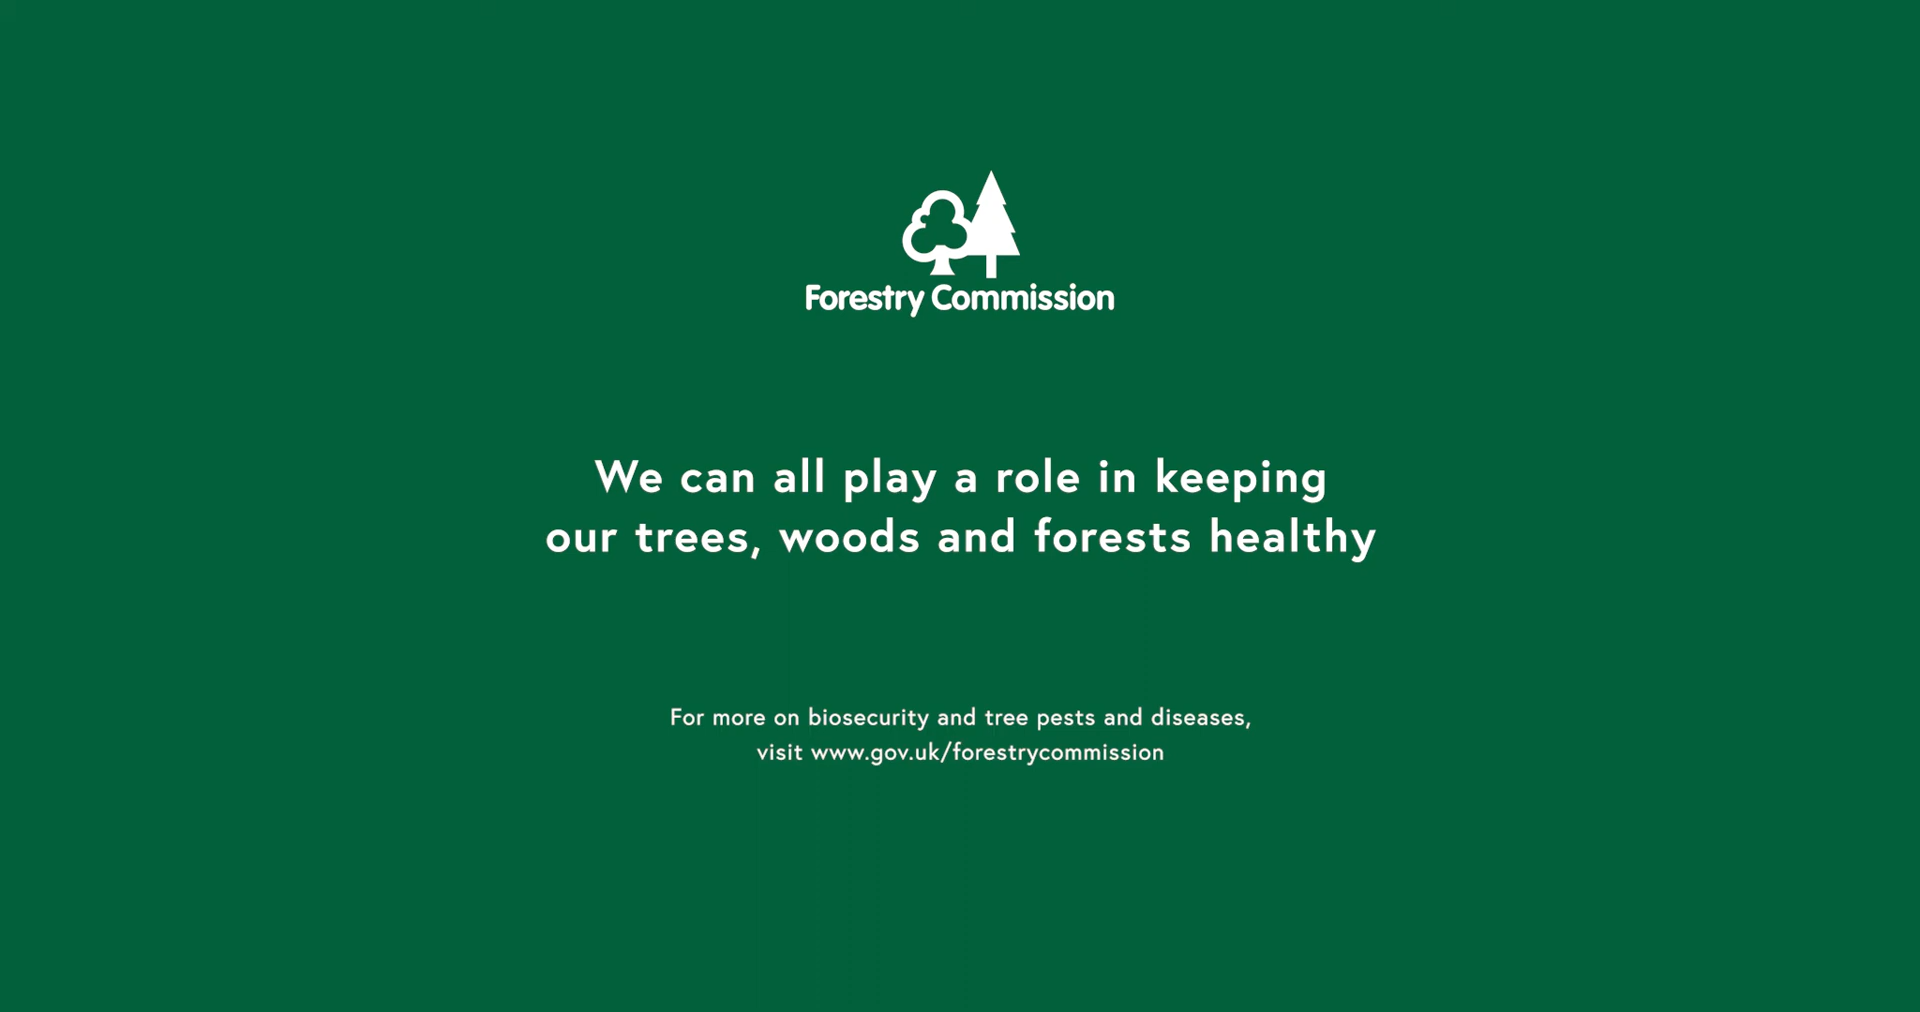 Forestry Commission
We can all play a role in keeping
our trees, woods and forests healthy
For more on biosecurity and tree pests and diseases,
visit www.gov.uk/forestrycommission